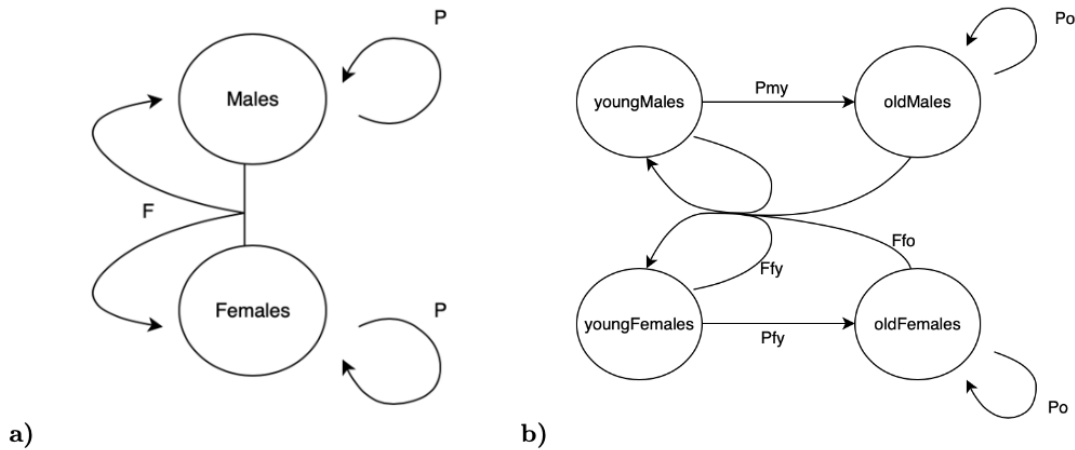 P
Males
F
Females
P
a)
Po
youngMales
Pmy
oldMales
Ffo
Ffy
youngFemales
Pfy
oldFemales
Po
b)